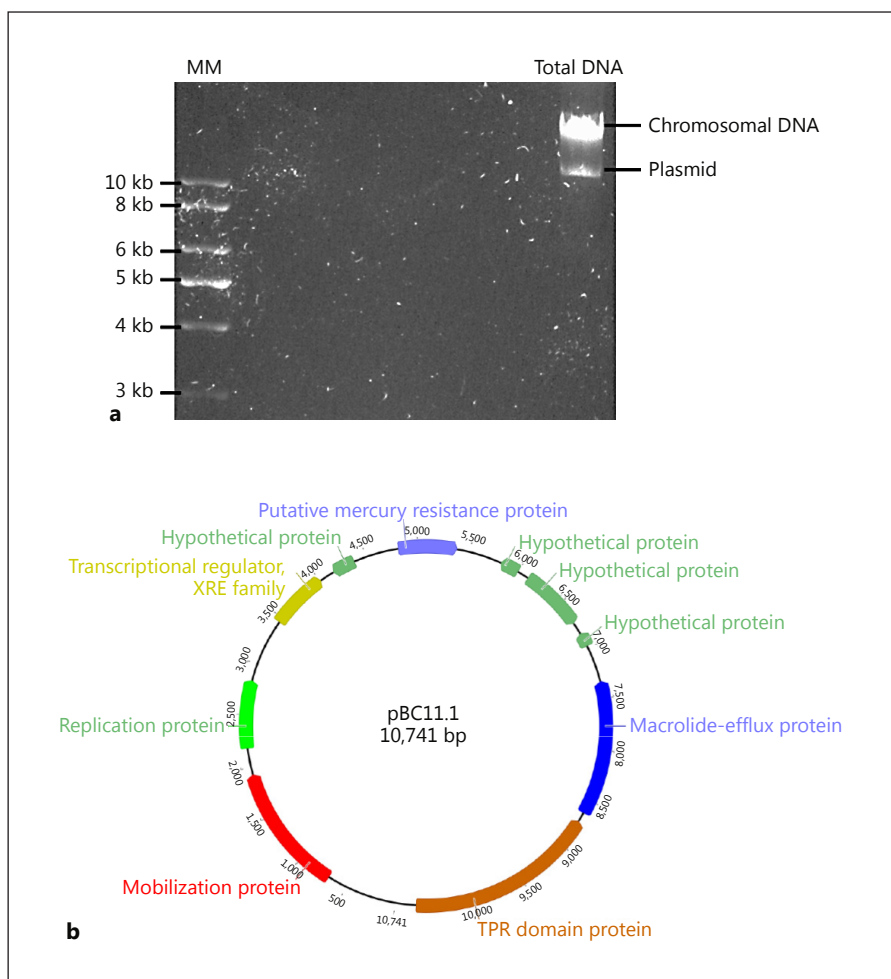 MM
Total DNA
Chromosomal DNA
Plasmid
10 kb
8 kb
6 kb
5 kb
4 kb
3 kb
a
Putative mercury resistance protein
Hypothetical protein
Transcriptional regulator,
XRE family
Hypothetical protein
Hypothetical protein
Hypothetical protein
Replication protein
pBC11.1
10,741 bp
Macrolide-efflux protein
Mobilization protein
TPR domain protein
500
1,000
1,500
2,000
2,500
3,000
3,500
4,000
4,500
5,000
5,500
6,000
6,500
7,000
7,500
8,000
8,500
9,000
9,500
10,000
10,741
b